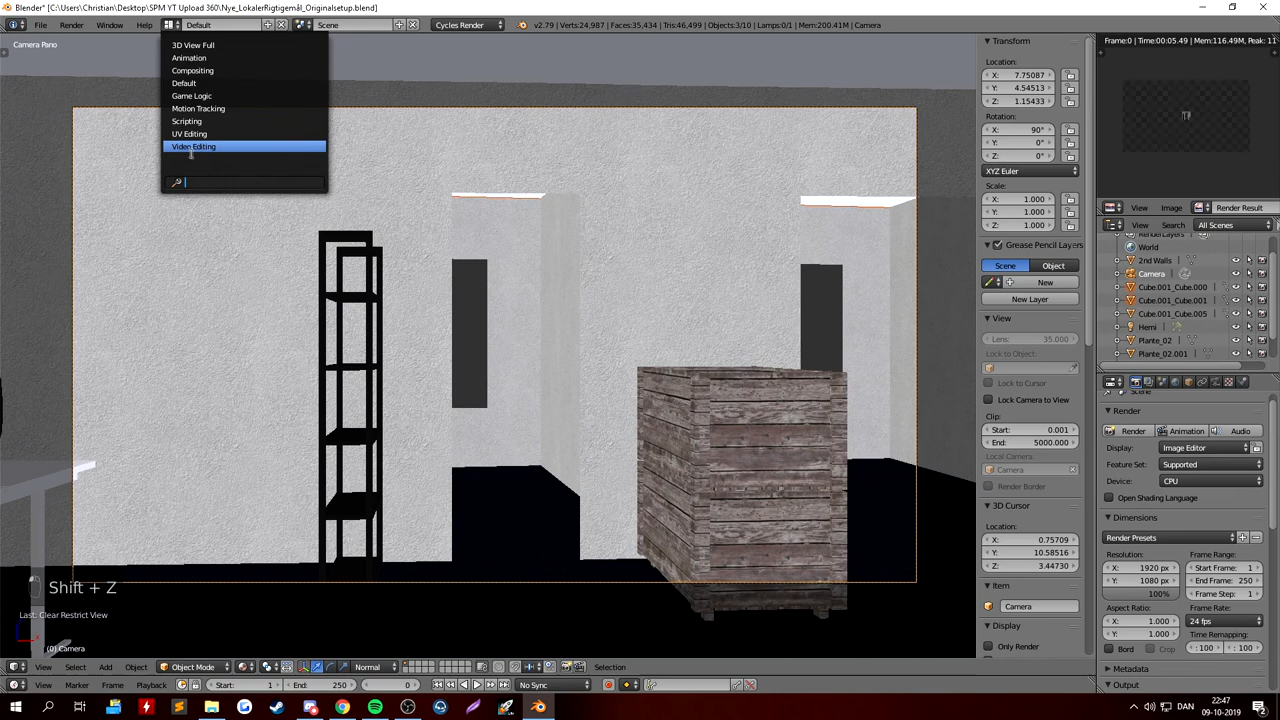 Blender* [C:\Users\Christian\Desktop\SPM YT Upload 360\Nye_LokalerRigtigemål_Originalsetup.blend]
File Render Window Help Default Scene Cycles Render v2.79 | Verts:24,987 | Faces:35,434 | Tris:46,499 | Objects:1/20 | Lamps:0/1 | Mem:200.41M | Camera
Camera Pano
3D View Full
Animation
Compositing
Default
Game Logic
Motion Tracking
Scripting
UV Editing
Video Editing
Shift + Z
Last: Clear Restrict View
(0) Camera
View Select Add Object Object Mode Normal Selection
View Marker Frame Playback Start: 1 End: 250 0 No Sync
Transform
Location:
X: 7.75087
Y: 4.54513
Z: 1.15433
Rotation:
X: 90°
Y: 0°
Z: 0°
XYZ Euler
Scale:
X: 1.000
Y: 1.000
Z: 1.000
Grease Pencil Layers
Scene Object
New
New Layer
View
Lens: 35.000
Lock to Object:
Lock to Cursor
Lock Camera to View
Clip:
Start: 0.001
End: 5000.000
Local Camera:
Camera
Render Border
3D Cursor
Location:
X: 0.75709
Y: 10.58516
Z: 3.44730
Item
Camera
Display
Only Render
Frame:0 | Time:00:05.49 | Mem:116.49M, Peak: 11
View Image Render Result
View Search All Scenes
RenderLayers
World
2nd Walls
Camera
Cube.001_Cube.000
Cube.001_Cube.001
Cube.001_Cube.005
Hemi
Plante_02
Plante_02.001
Scene
Render
Render Animation Audio
Display: Image Editor
Feature Set: Supported
Device: CPU
Open Shading Language
Dimensions
Render Presets
Resolution: Frame Range:
X: 1920 px Start Frame: 1
Y: 1080 px End Frame: 250
100% Frame Step: 1
Aspect Ratio: Frame Rate:
X: 1.000 24 fps
Y: 1.000 Time Remapping:
Bord Crop : 100 : 100
Metadata
Output
DAN 22:47
09-10-2019
2